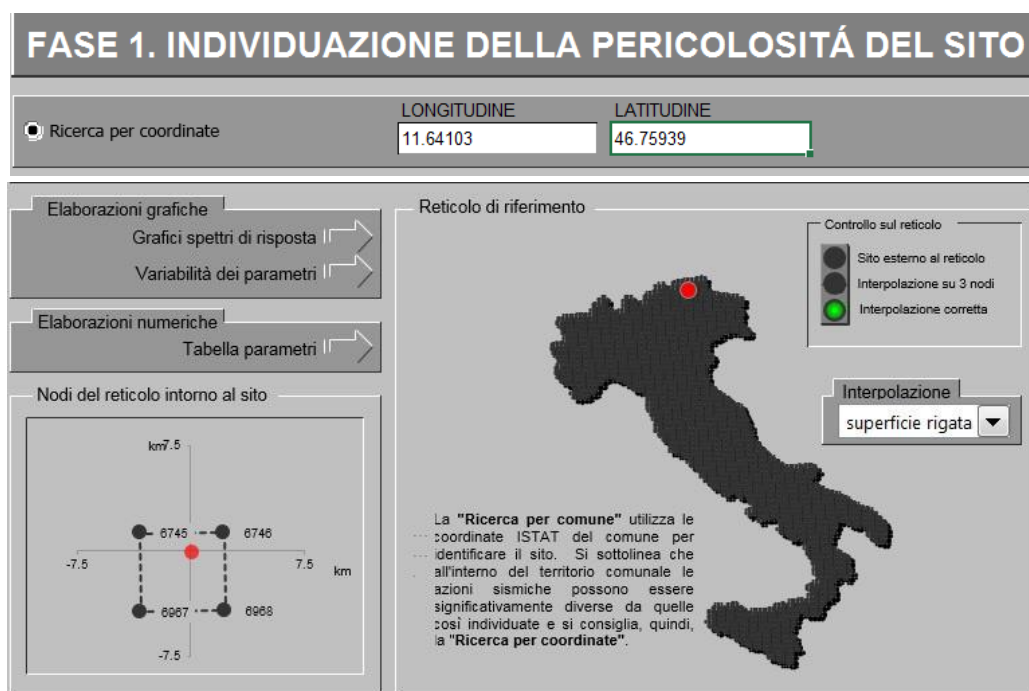 FASE 1. INDIVIDUAZIONE DELLA PERICOLOSITÁ DEL SITO
LONGITUDINE LATITUDINE
Ricerca per coordinate 11.64103 46.75939
Elaborazioni grafiche
Grafici spettri di risposta
Variabilità dei parametri
Elaborazioni numeriche
Tabella parametri
Nodi del reticolo intorno al sito
km 7.5
6745 6746
-7.5 7.5 km
6967 6968
-7.5
Reticolo di riferimento
Controllo sul reticolo
Sito esterno al reticolo
Interpolazione su 3 nodi
Interpolazione corretta
Interpolazione
superficie rigata
La "Ricerca per comune" utilizza le
coordinate ISTAT del comune per
identificare il sito. Si sottolinea che
all'interno del territorio comunale le
azioni sismiche possono essere
significativamente diverse da quelle
così individuate e si consiglia, quindi,
la "Ricerca per coordinate".